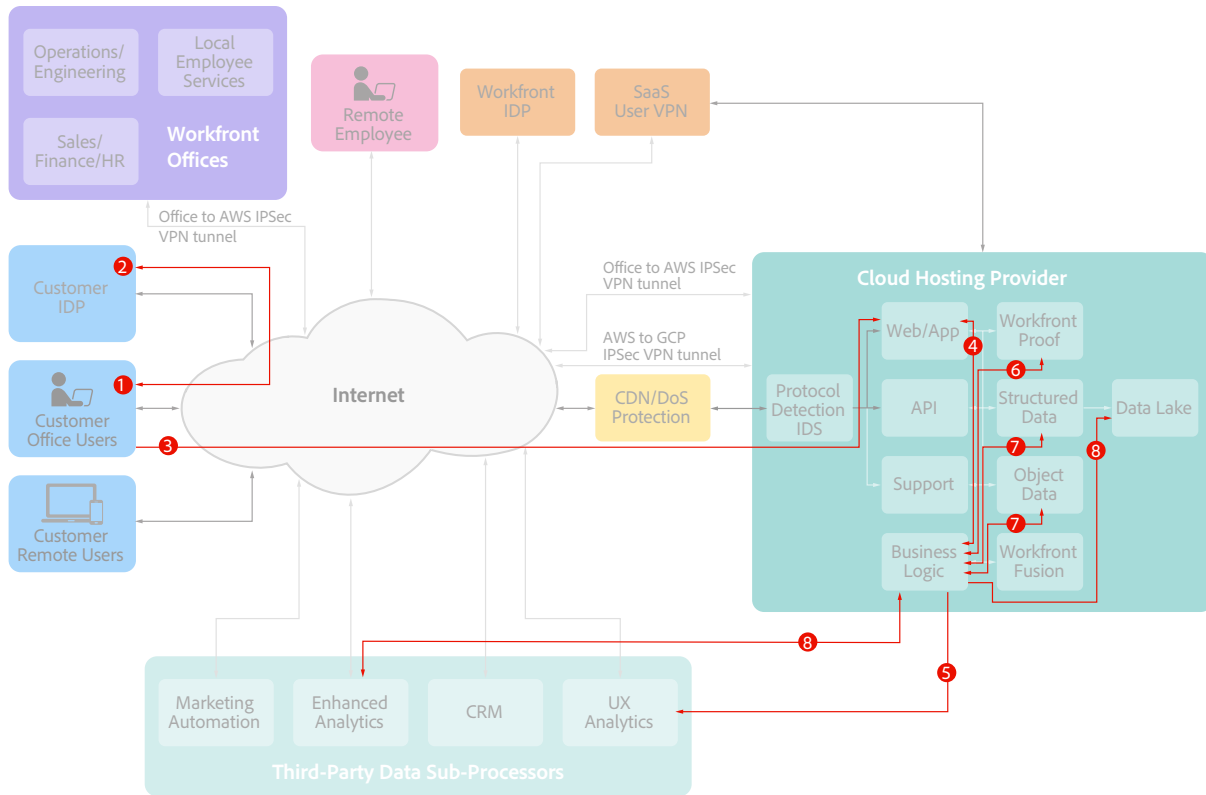 Operations/
Engineering
Local
Employee
Services
Sales/
Finance/HR
Workfront
Offices
Remote
Employee
Workfront
IDP
SaaS
User VPN
Office to AWS IPSec
VPN tunnel
2
Customer
IDP
1
Customer
Office Users
3
Customer
Remote Users
Internet
Office to AWS IPSec
VPN tunnel
AWS to GCP
IPSec VPN tunnel
CDN/DoS
Protection
Cloud Hosting Provider
Protocol
Detection
IDS
Web/App
4
Workfront
Proof
6
API
Structured
Data
Data Lake
7
8
Support
Object
Data
7
Business
Logic
Workfront
Fusion
8
5
Marketing
Automation
Enhanced
Analytics
CRM
UX
Analytics
Third-Party Data Sub-Processors